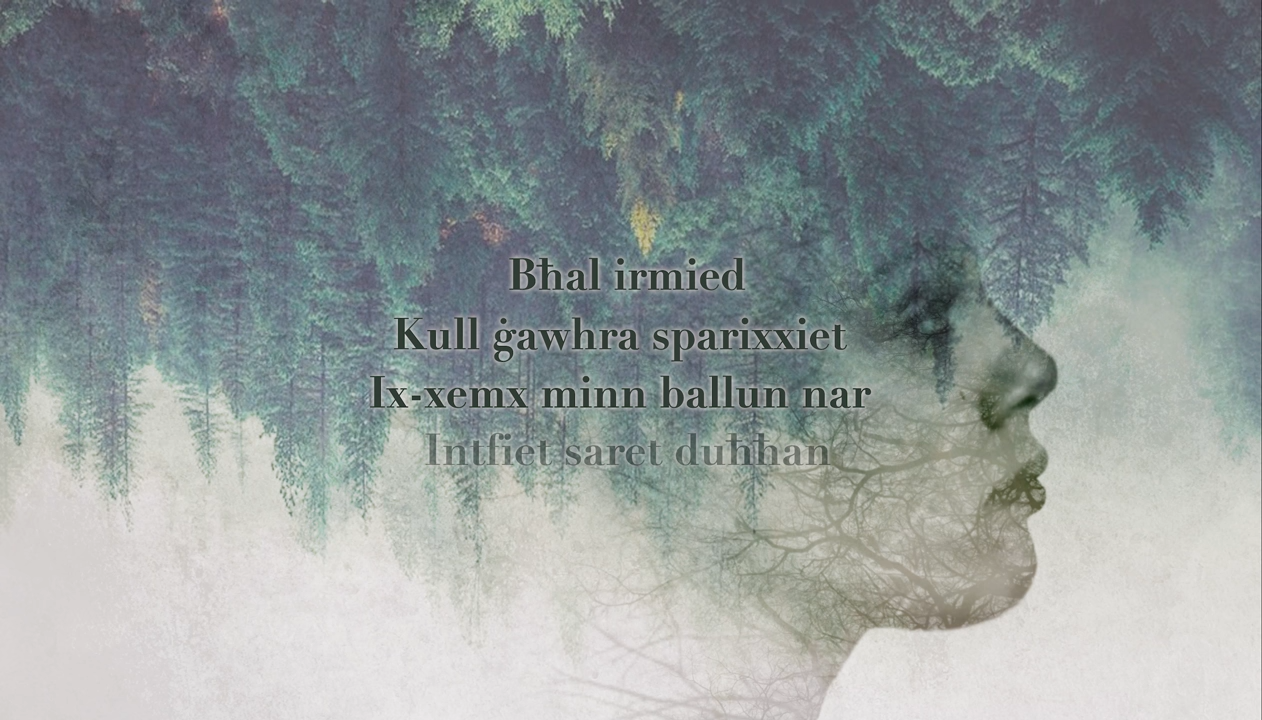 Bħal irmied
Kull ġawhra sparixxiet
Ix-xemx minn ballun nar
Intfiet saret duħħan